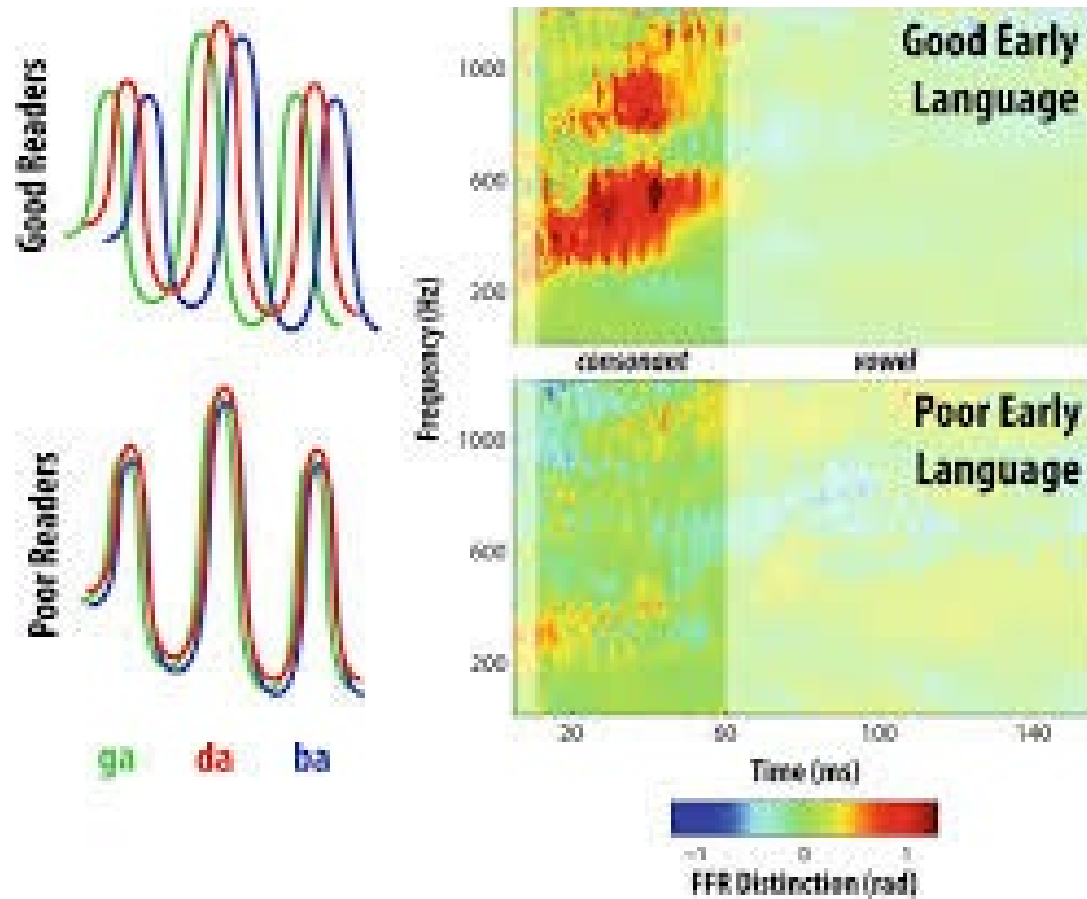 Good Readers
Poor Readers
ga da ba
Good Early
Language
1000
600
200
Frequency (Hz)
consonant vowel
Poor Early
Language
1000
600
200
20 60 100 140
Time (ms)
-1 0 1
FFR Distinction (rad)